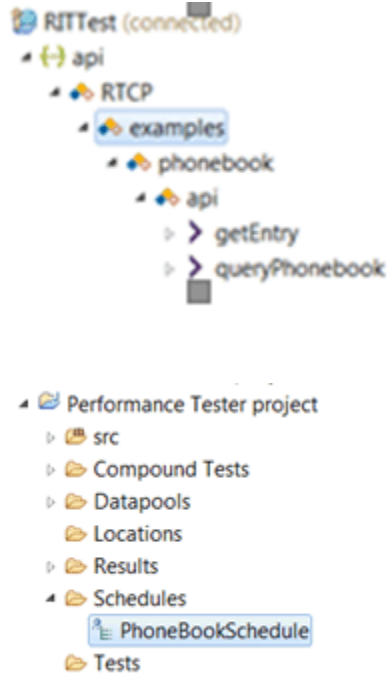 RITTest (connected)
api
RTCP
examples
phonebook
api
getEntry
queryPhonebook
Performance Tester project
src
Compound Tests
Datapools
Locations
Results
Schedules
PhoneBookSchedule
Tests